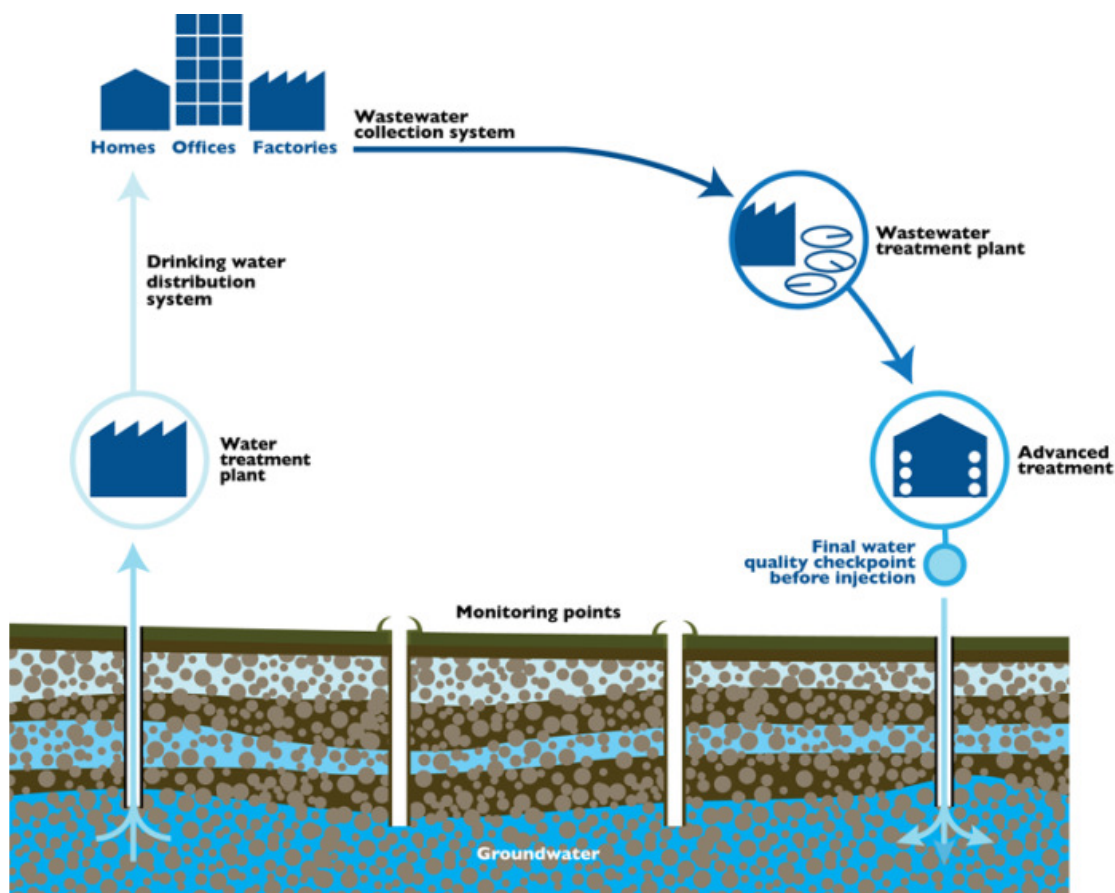 Homes Offices Factories
Wastewater
collection system
Wastewater
treatment plant
Drinking water
distribution
system
Water
treatment
plant
Advanced
treatment
Final water
quality checkpoint
before injection
Monitoring points
Groundwater